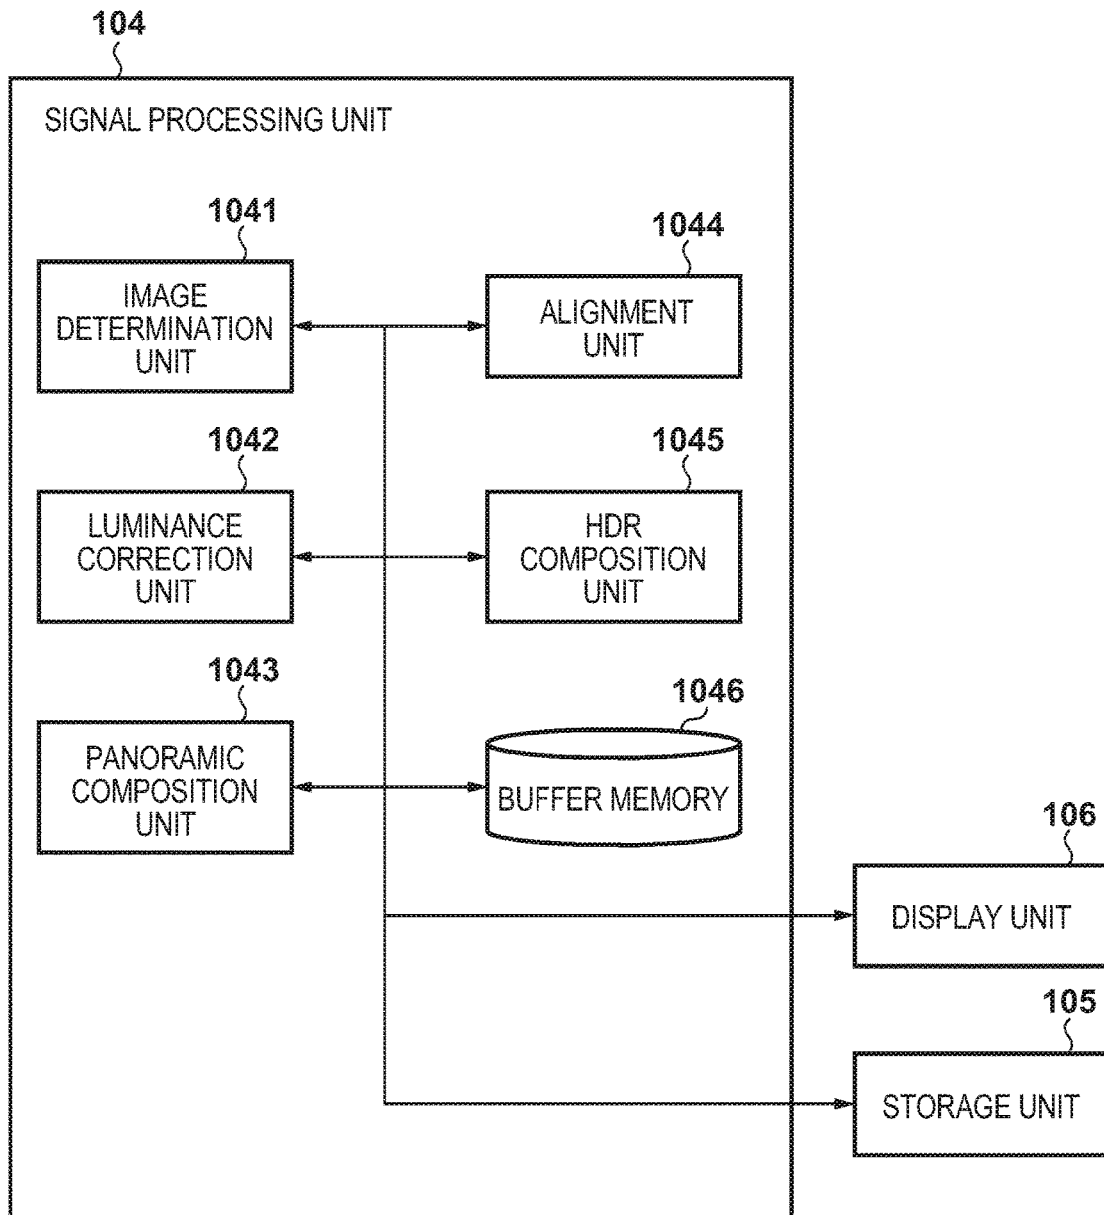 104
SIGNAL PROCESSING UNIT
1041
IMAGE
DETERMINATION
UNIT
1044
ALIGNMENT
UNIT
1042
LUMINANCE
CORRECTION
UNIT
1045
HDR
COMPOSITION
UNIT
1043
PANORAMIC
COMPOSITION
UNIT
1046
BUFFER MEMORY
106
DISPLAY UNIT
105
STORAGE UNIT